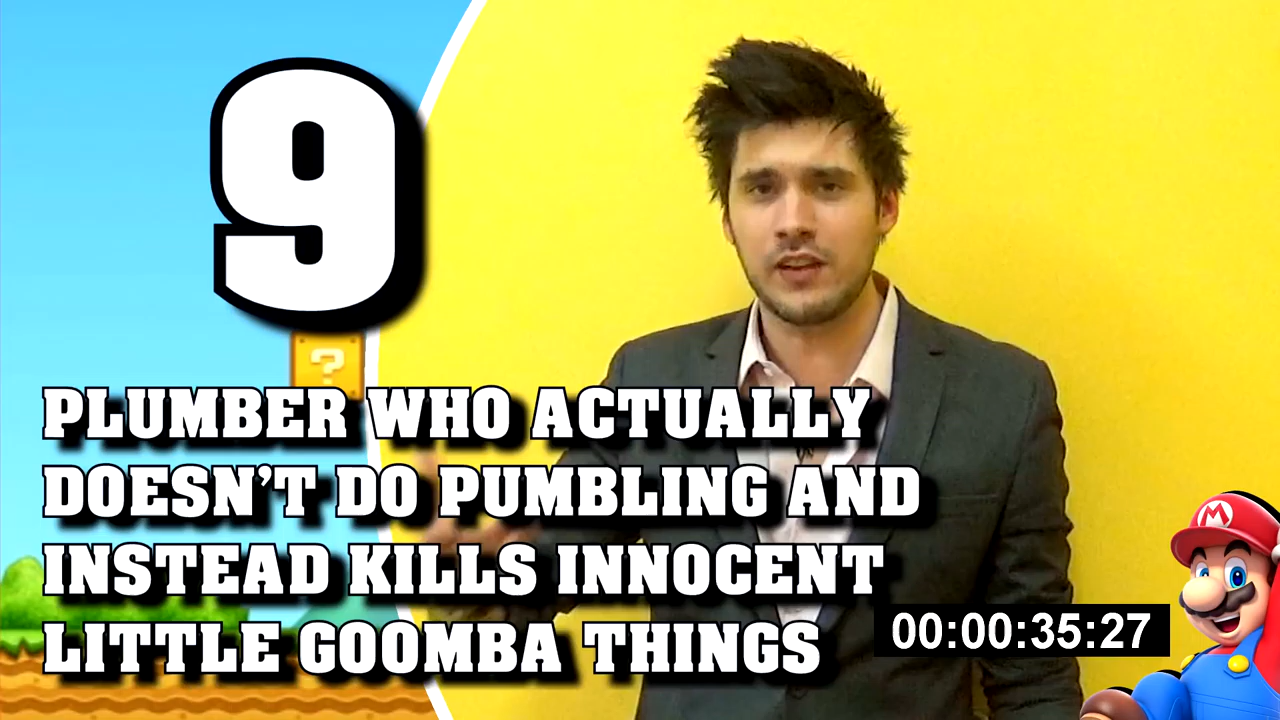 9
?
PLUMBER WHO ACTUALLY
DOESN'T DO PUMBLING AND
INSTEAD KILLS INNOCENT
LITTLE GOOMBA THINGS
00:00:35:27
M